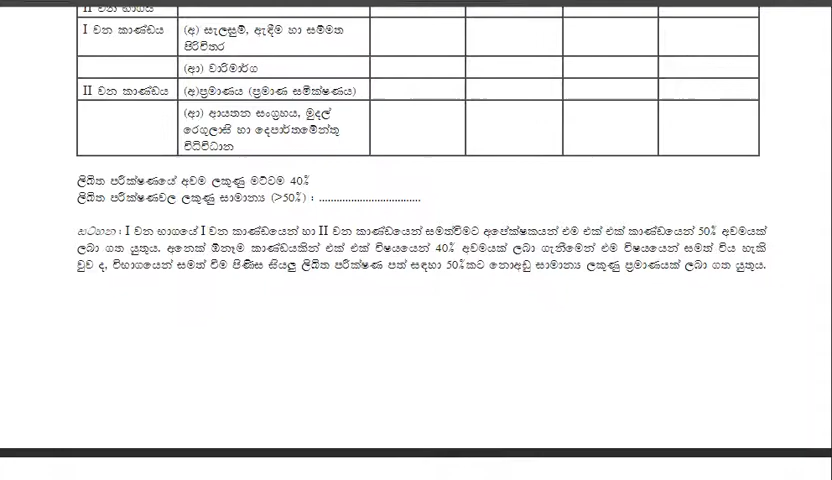 II වන භාගය
I වන කාණ්ඩය (අ) සැලසුම්, ඇඳීම හා සම්මත
පිරිවිතර
(ආ) වාරිමාර්ග
II වන කාණ්ඩය (අ)ප්‍රමාණය (ප්‍රමාණ සමීක්ෂණය)
(ආ) ආයතන සංග්‍රහය, මුදල්
රෙගුලාසි හා දෙපාර්තමේන්තු
විධිවිධාන
ලිඛිත පරීක්ෂණයේ අවම ලකුණු මට්ටම 40%
ලිඛිත පරීක්ෂණවල ලකුණු සාමාන්‍ය (>50%) : ...................................
සටහන : I වන භාගයේ I වන කාණ්ඩයෙන් හා II වන කාණ්ඩයෙන් සමත්වීමට අපේක්ෂකයන් එම එක් එක් කාණ්ඩයෙන් 50% අවමයක්
ලබා ගත යුතුය. අනෙක් ඕනෑම කාණ්ඩයකින් එක් එක් විෂයයෙන් 40% අවමයක් ලබා ගැනීමෙන් එම විෂයයෙන් සමත් විය හැකි
වුව ද, විභාගයෙන් සමත් වීම පිණිස සියලු ලිඛිත පරීක්ෂණ පත් සඳහා 50%කට නොඅඩු සාමාන්‍ය ලකුණු ප්‍රමාණයක් ලබා ගත යුතුය.